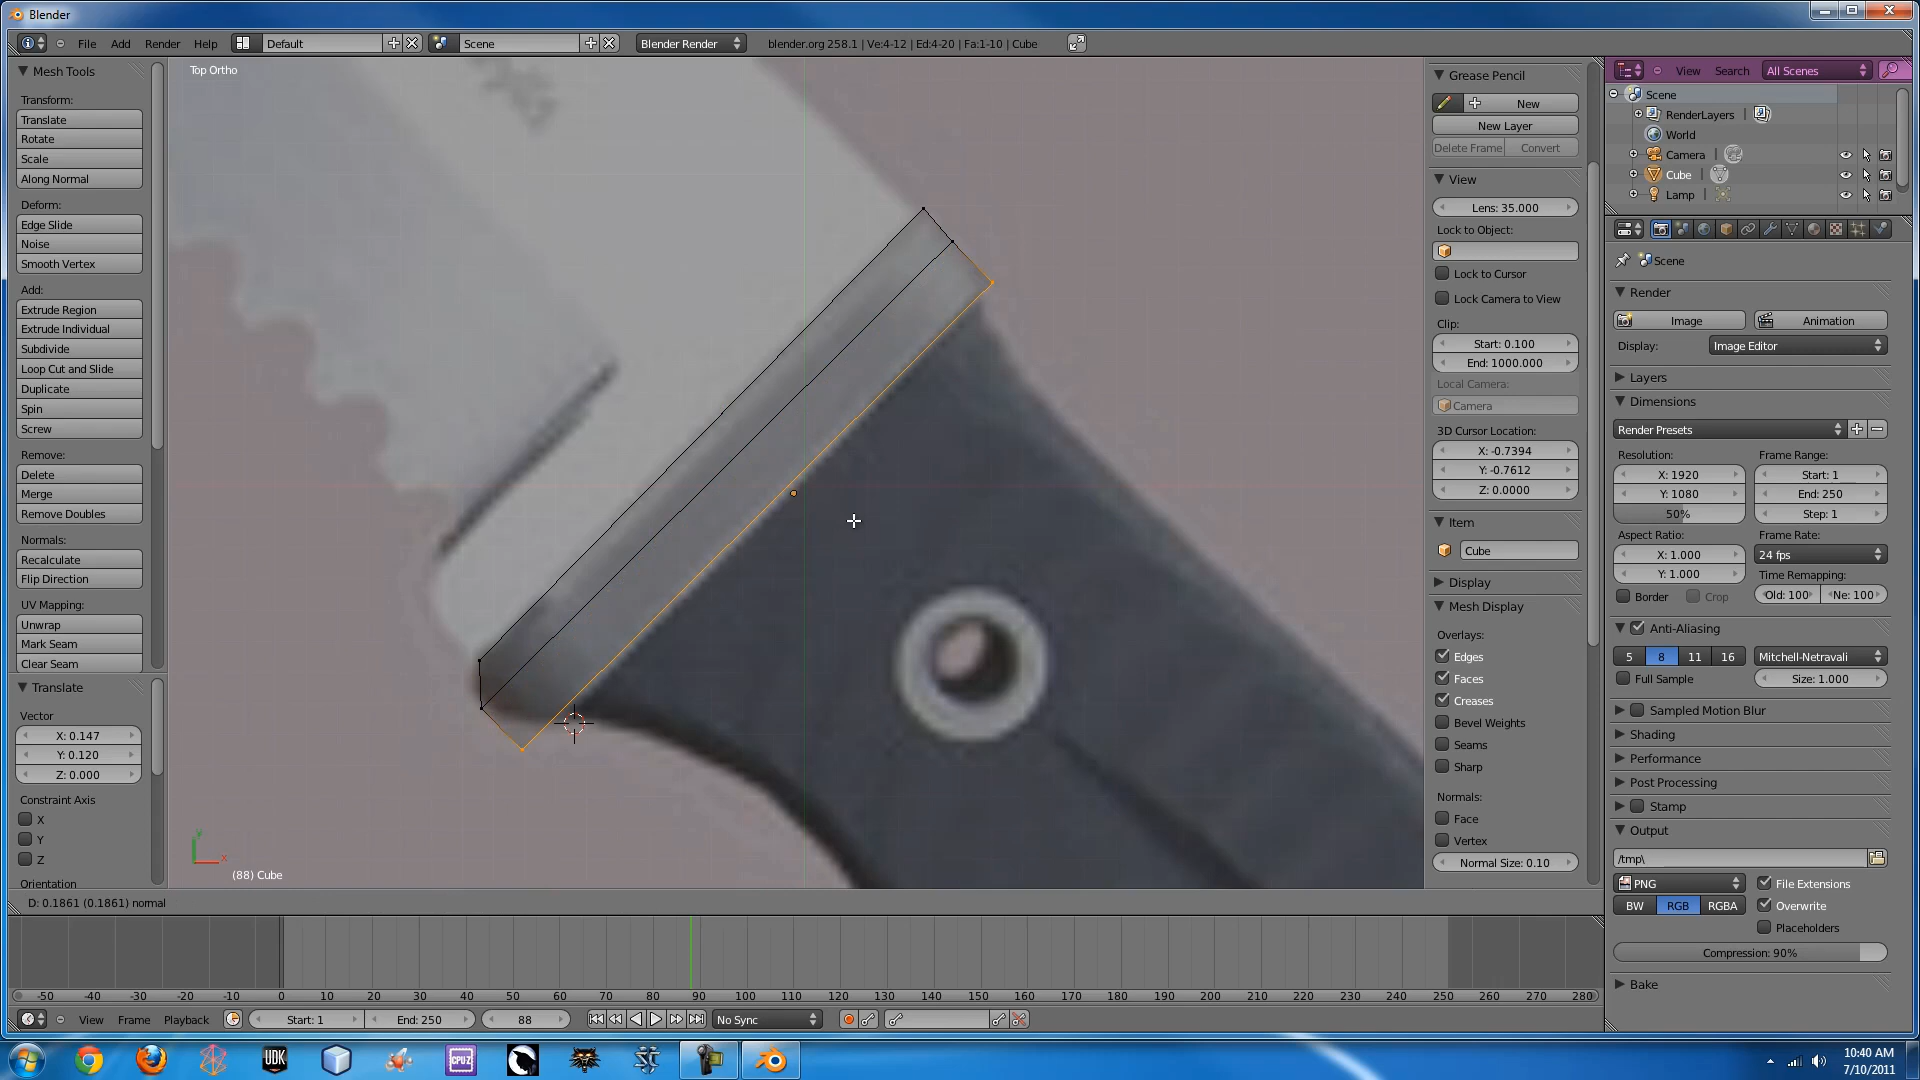 Blender
File Add Render Help Default Scene Blender Render blender.org 258.1 | Ve:4-12 | Ed:4-20 | Fa:1-10 | Cube
Mesh Tools
Transform:
Translate
Rotate
Scale
Along Normal
Deform:
Edge Slide
Noise
Smooth Vertex
Add:
Extrude Region
Extrude Individual
Subdivide
Loop Cut and Slide
Duplicate
Spin
Screw
Remove:
Delete
Merge
Remove Doubles
Normals:
Recalculate
Flip Direction
UV Mapping:
Unwrap
Mark Seam
Clear Seam
Translate
Vector
X: 0.147
Y: 0.120
Z: 0.000
Constraint Axis
X
Y
Z
Orientation
Top Ortho
(88) Cube
D: 0.1861 (0.1861) normal
Grease Pencil
New
New Layer
Delete Frame Convert
View
Lens: 35.000
Lock to Object:
Lock to Cursor
Lock Camera to View
Clip:
Start: 0.100
End: 1000.000
Local Camera:
Camera
3D Cursor Location:
X: -0.7394
Y: -0.7612
Z: 0.0000
Item
Cube
Display
Mesh Display
Overlays:
Edges
Faces
Creases
Bevel Weights
Seams
Sharp
Normals:
Face
Vertex
Normal Size: 0.10
View Search All Scenes
Scene
RenderLayers
World
Camera
Cube
Lamp
Scene
Render
Image Animation
Display: Image Editor
Layers
Dimensions
Render Presets
Resolution: Frame Range:
X: 1920 Start: 1
Y: 1080 End: 250
50% Step: 1
Aspect Ratio: Frame Rate:
X: 1.000 24 fps
Y: 1.000 Time Remapping:
Border Crop Old: 100 Ne: 100
Anti-Aliasing
5 8 11 16 Mitchell-Netravali
Full Sample Size: 1.000
Sampled Motion Blur
Shading
Performance
Post Processing
Stamp
Output
/tmp\
PNG File Extensions
BW RGB RGBA Overwrite
Placeholders
Compression: 90%
Bake
-50 -40 -30 -20 -10 0 10 20 30 40 50 60 70 80 90 100 110 120 130 140 150 160 170 180 190 200 210 220 230 240 250 260 270 280
View Frame Playback Start: 1 End: 250 88 No Sync
UDK
CPU Z
10:40 AM
7/10/2011